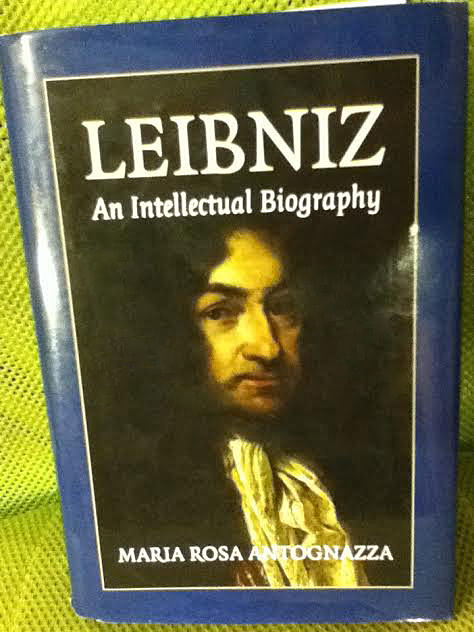 LEIBNIZ
An Intellectual Biography
MARIA ROSA ANTOGNAZZA